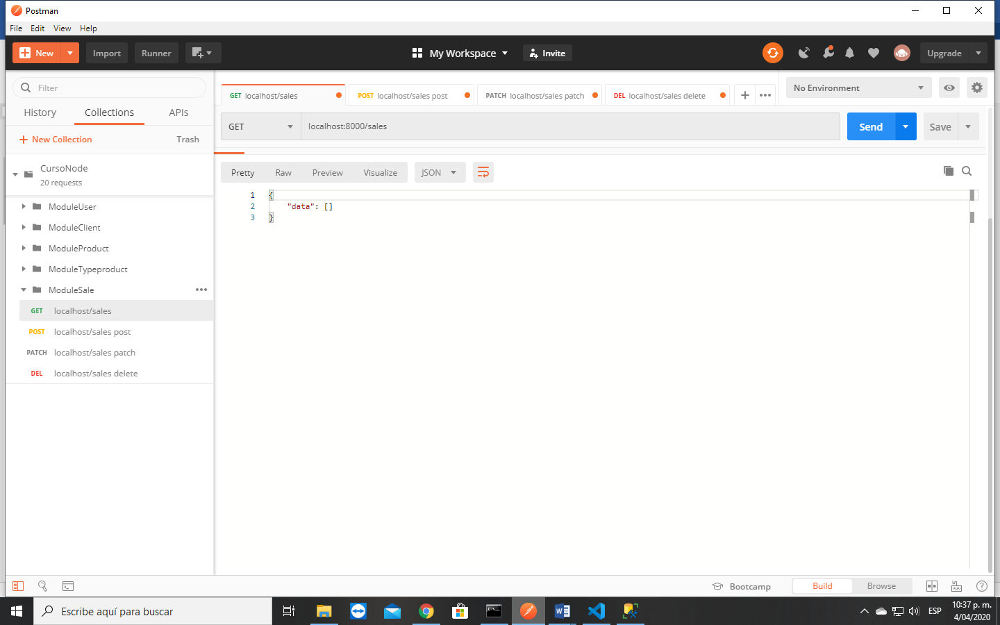 Postman
File Edit View Help
New Import Runner My Workspace Invite Upgrade
Filter
History Collections APIs
New Collection Trash
CursoNode
20 requests
ModuleUser
ModuleClient
ModuleProduct
ModuleTypeproduct
ModuleSale
GET localhost/sales
POST localhost/sales post
PATCH localhost/sales patch
DEL localhost/sales delete
GET localhost/sales POST localhost/sales post PATCH localhost/sales patch DEL localhost/sales delete No Environment
GET localhost:8000/sales Send Save
Pretty Raw Preview Visualize JSON
1 {
2 "data": []
3 }
Bootcamp Build Browse
Escribe aquí para buscar
ESP
10:37 p. m.
4/04/2020